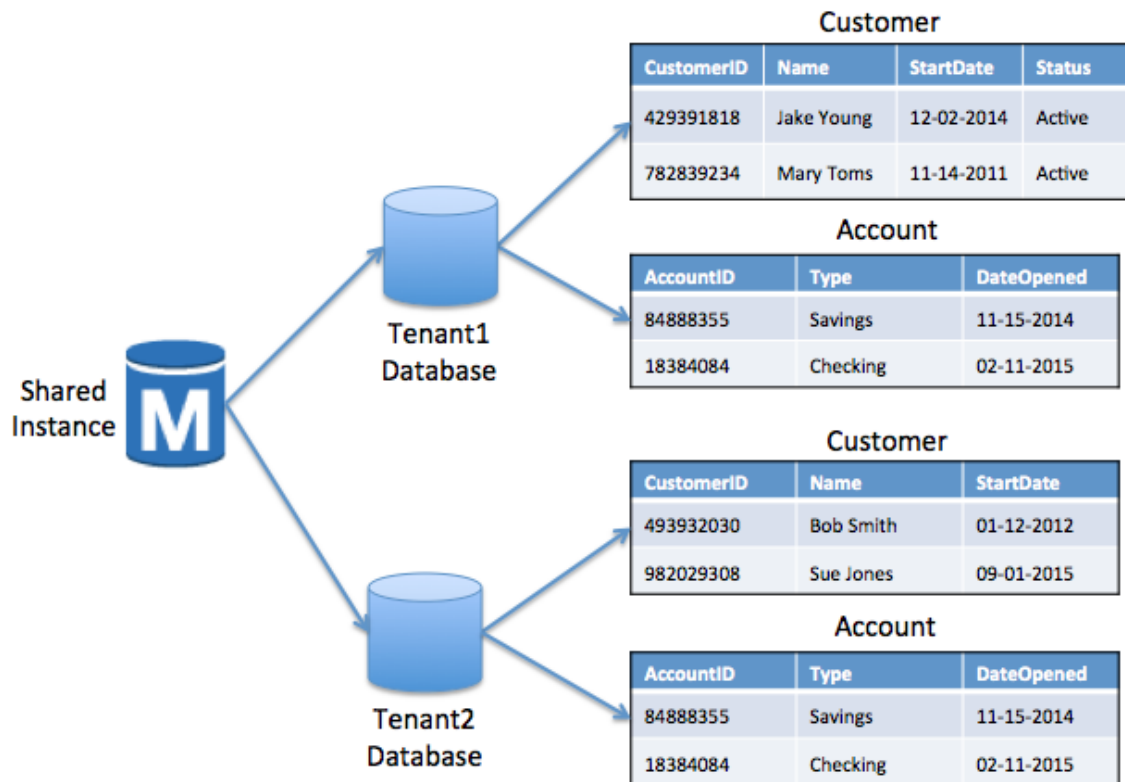 Customer
CustomerID Name StartDate Status
429391818 Jake Young 12-02-2014 Active
782839234 Mary Toms 11-14-2011 Active
Account
AccountID Type DateOpened
84888355 Savings 11-15-2014
18384084 Checking 02-11-2015
Tenant1
Database
Shared
Instance
M
Customer
CustomerID Name StartDate
493932030 Bob Smith 01-12-2012
982029308 Sue Jones 09-01-2015
Account
AccountID Type DateOpened
84888355 Savings 11-15-2014
18384084 Checking 02-11-2015
Tenant2
Database